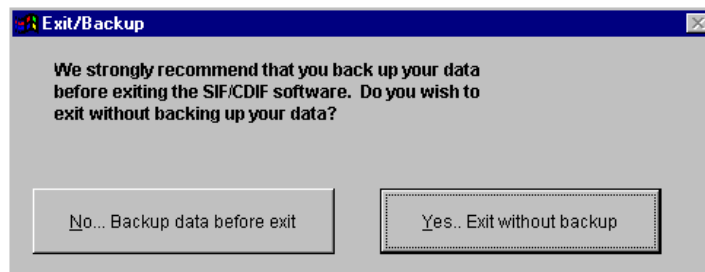 Exit/Backup
We strongly recommend that you back up your data
before exiting the SIF/CDIF software. Do you wish to
exit without backing up your data?
No... Backup data before exit
Yes.. Exit without backup